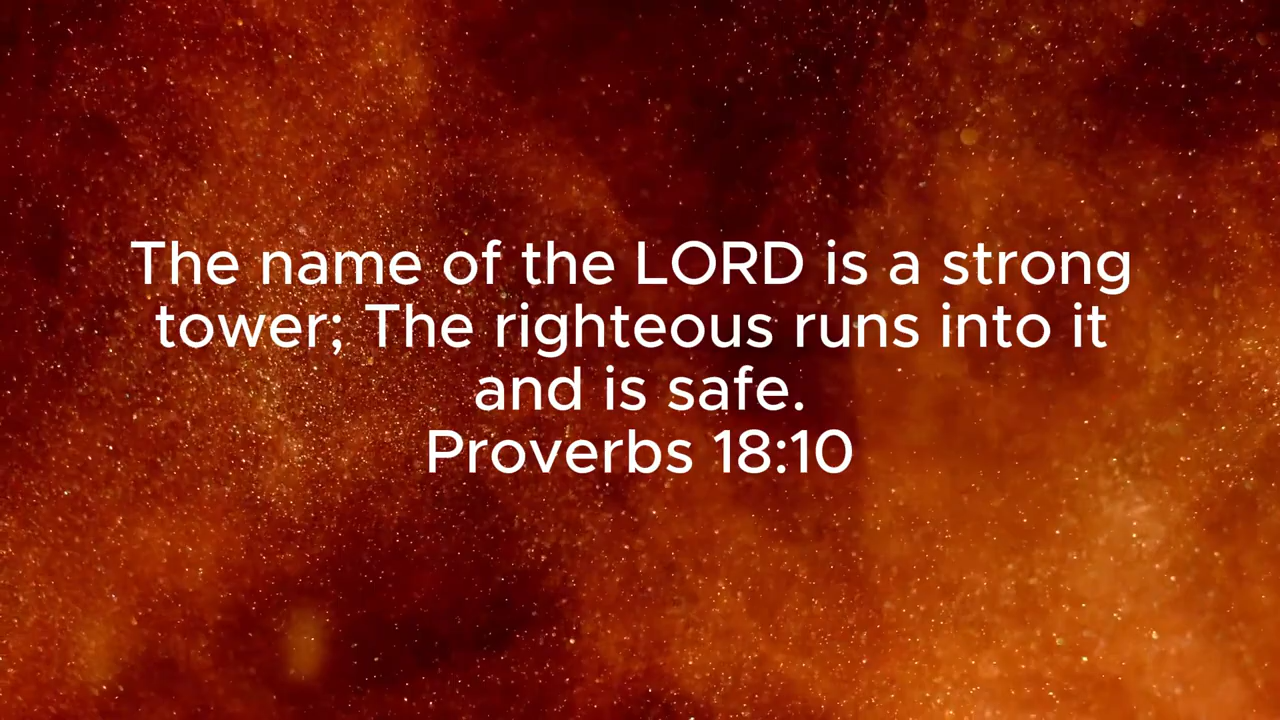 The name of the LORD is a strong
tower; The righteous runs into it
and is safe.
Proverbs 18:10